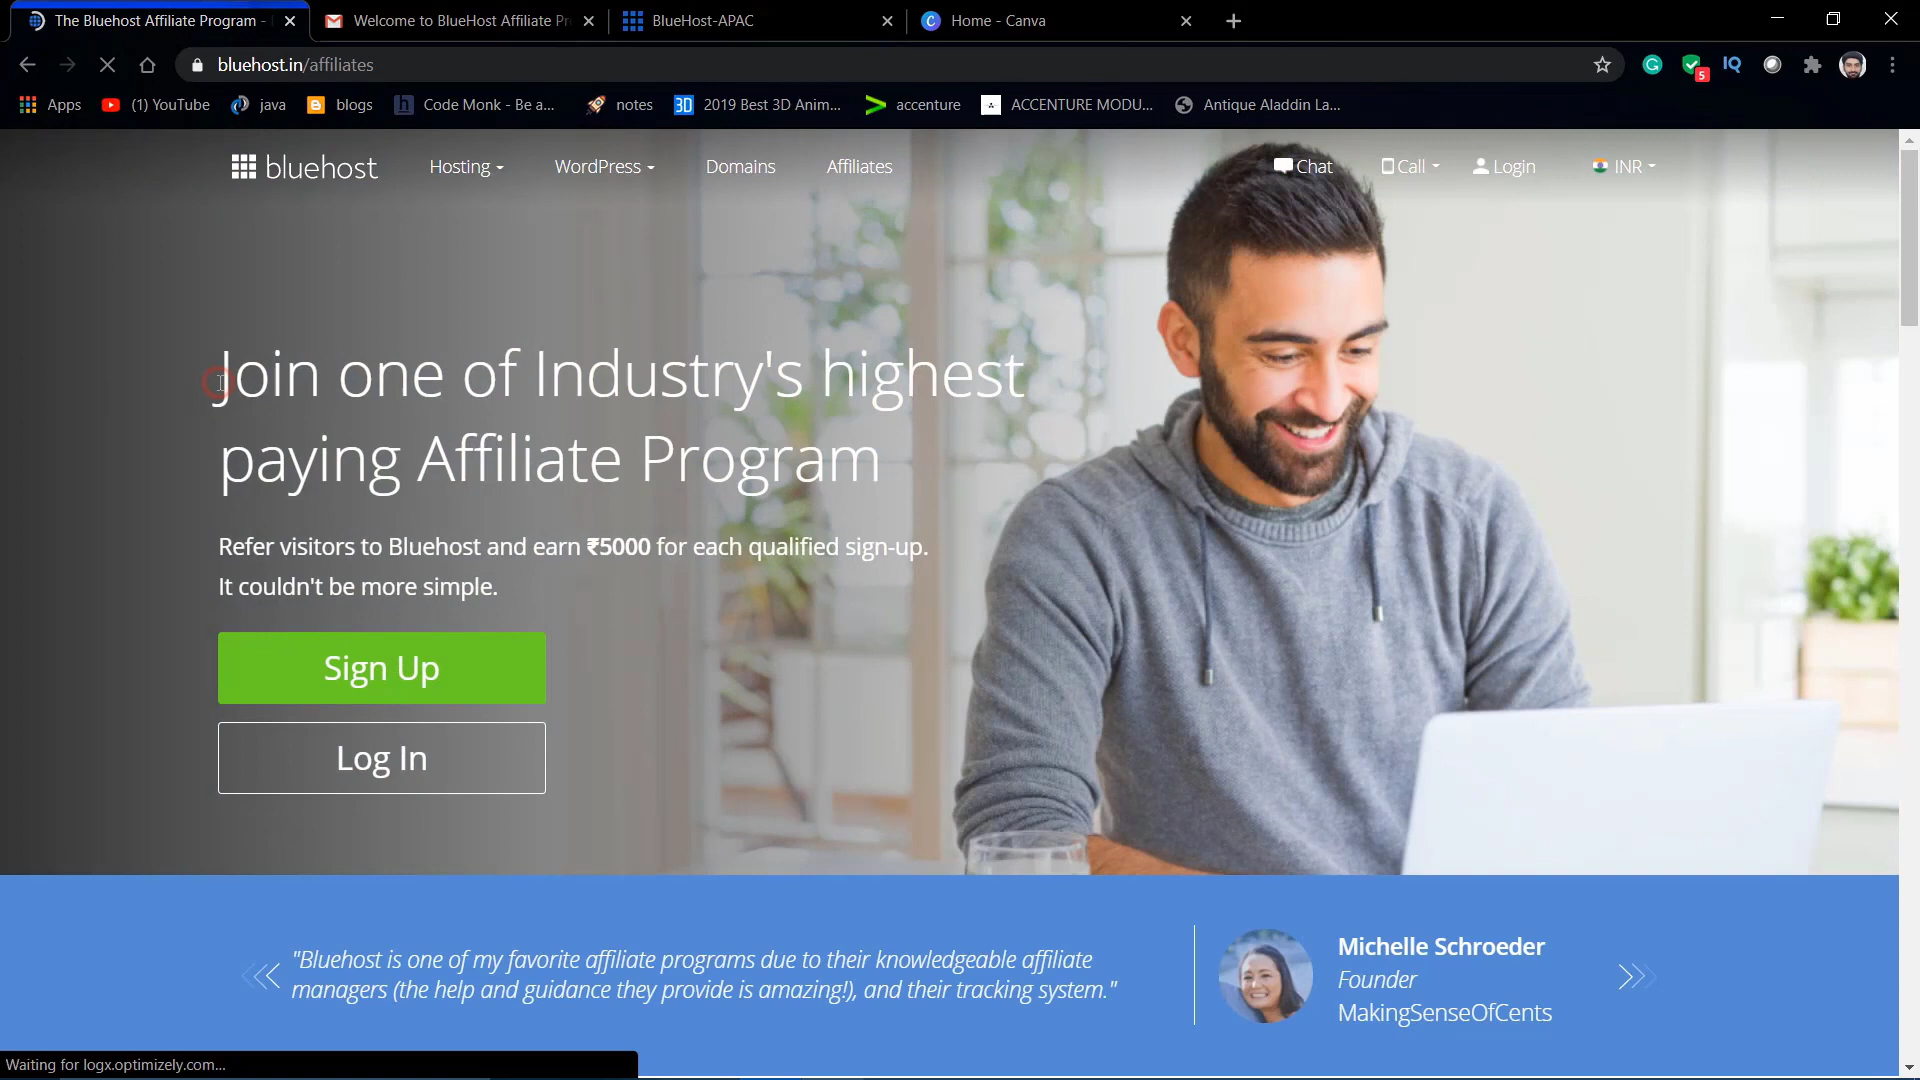 The Bluehost Affiliate Program -
Welcome to BlueHost Affiliate Pr
BlueHost-APAC
Home - Canva
bluehost.in/affiliates
5
IQ
Apps
(1) YouTube
java
blogs
Code Monk - Be a...
notes
3D
2019 Best 3D Anim...
accenture
ACCENTURE MODU...
Antique Aladdin La...
bluehost
Hosting
WordPress
Domains
Affiliates
Chat
Call
Login
INR
Join one of Industry's highest
paying Affiliate Program
Refer visitors to Bluehost and earn ₹5000 for each qualified sign-up.
It couldn't be more simple.
Sign Up
Log In
"Bluehost is one of my favorite affiliate programs due to their knowledgeable affiliate
managers (the help and guidance they provide is amazing!), and their tracking system."
Michelle Schroeder
Founder
MakingSenseOfCents
Waiting for logx.optimizely.com...